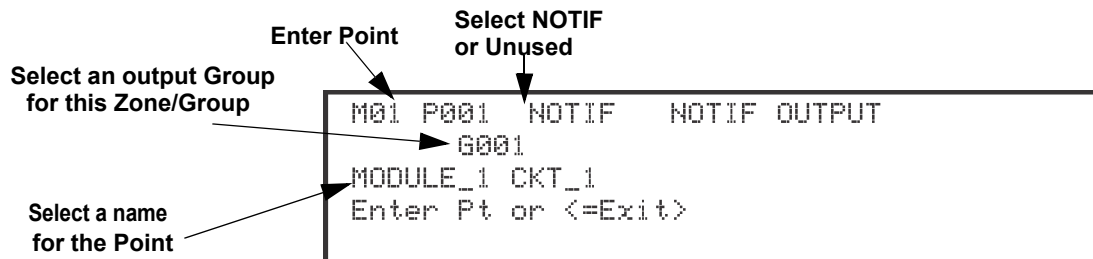 Select NOTIF
or Unused
Enter Point
Select an output Group
for this Zone/Group
M01 P001 NOTIF NOTIF OUTPUT
G001
MODULE_1 CKT_1
Enter Pt or <=Exit>
Select a name
for the Point